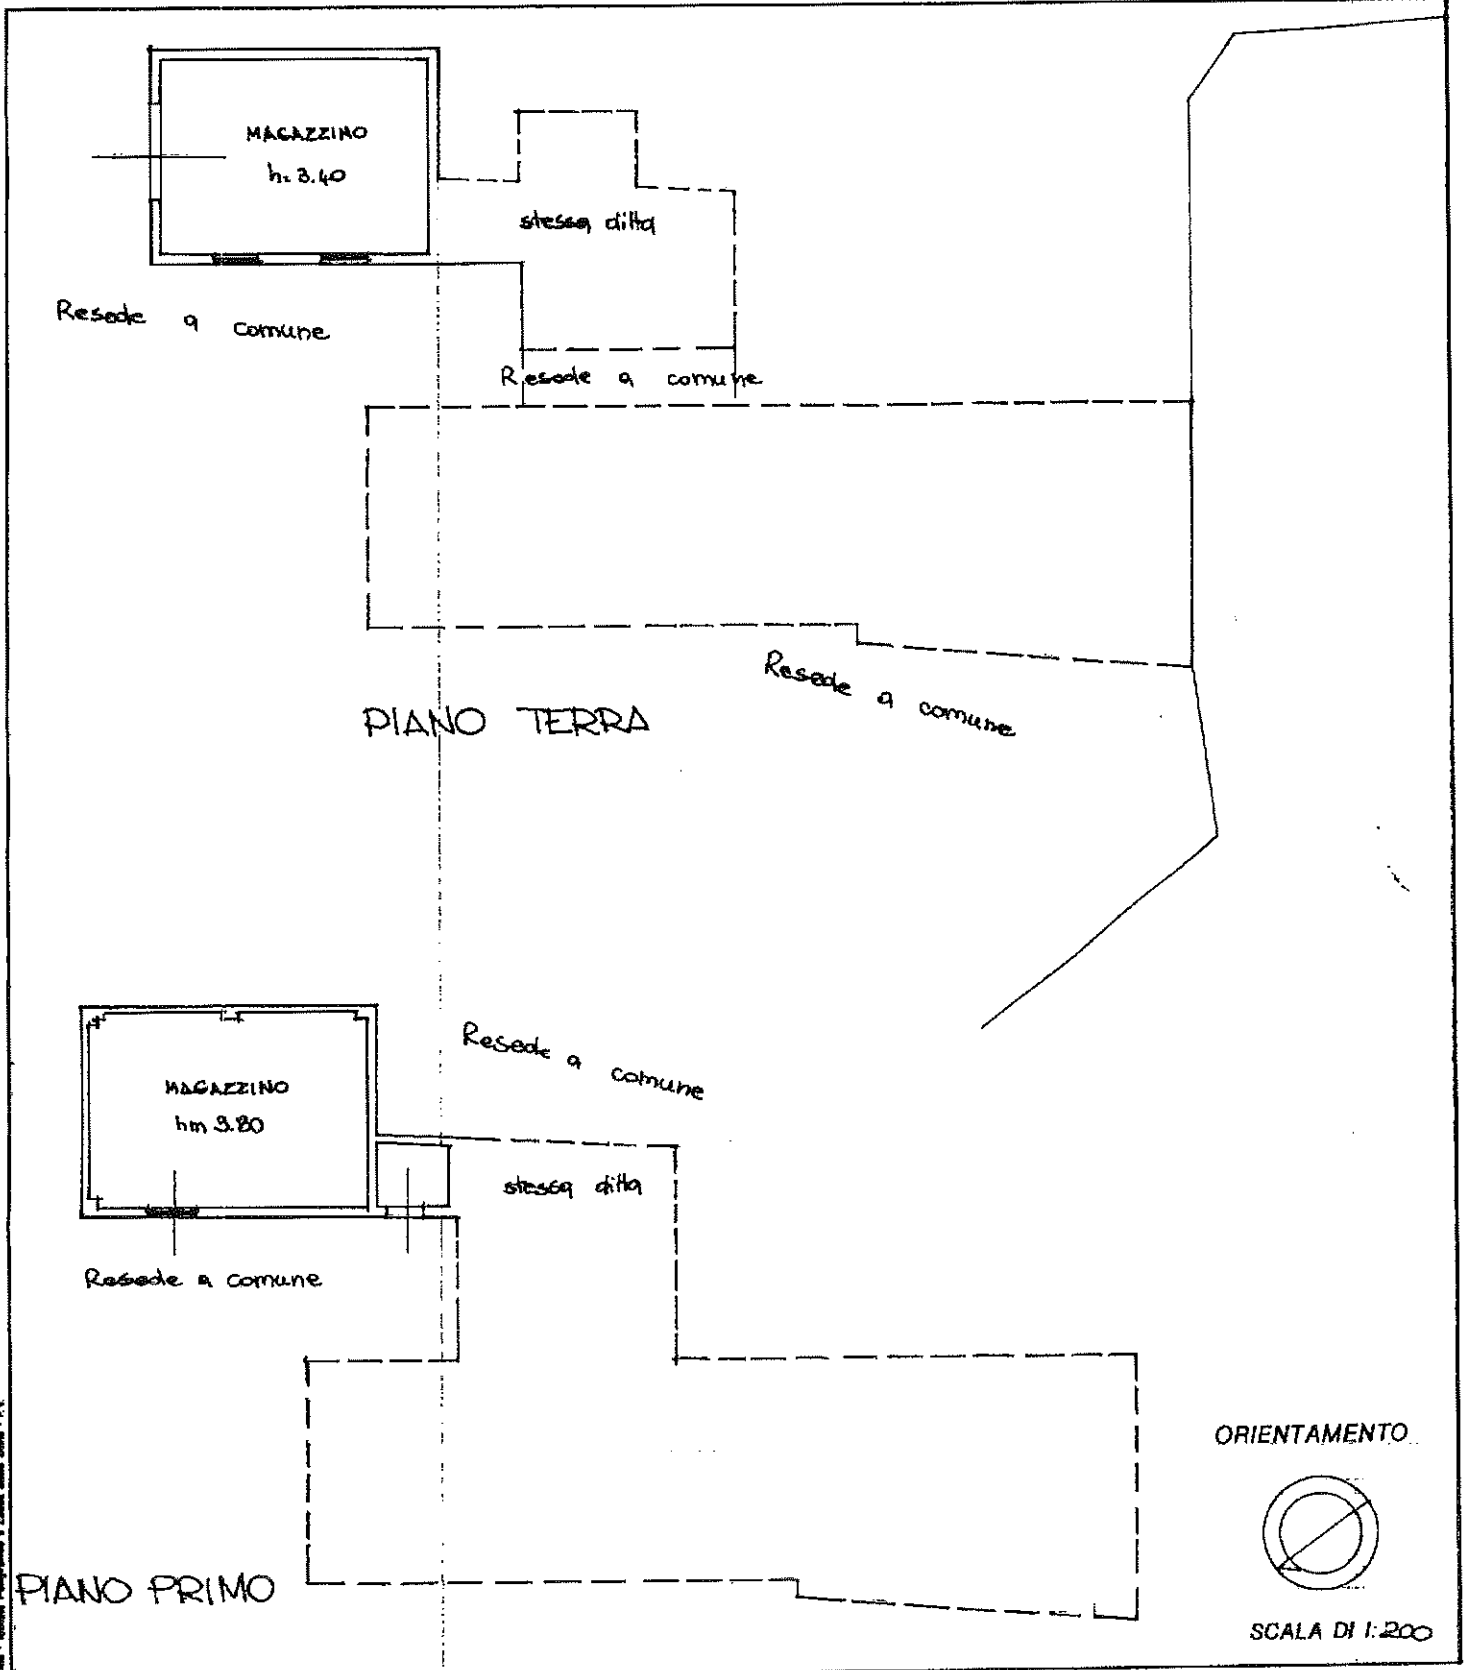 MAGAZZINO
h= 3.40
stessa ditta
Resede a comune
Resede a comune
Resede a comune
PIANO TERRA
Resede a comune
MAGAZZINO
hm 3.80
stessa ditta
Resede a comune
ORIENTAMENTO
PIANO PRIMO
SCALA DI 1:200